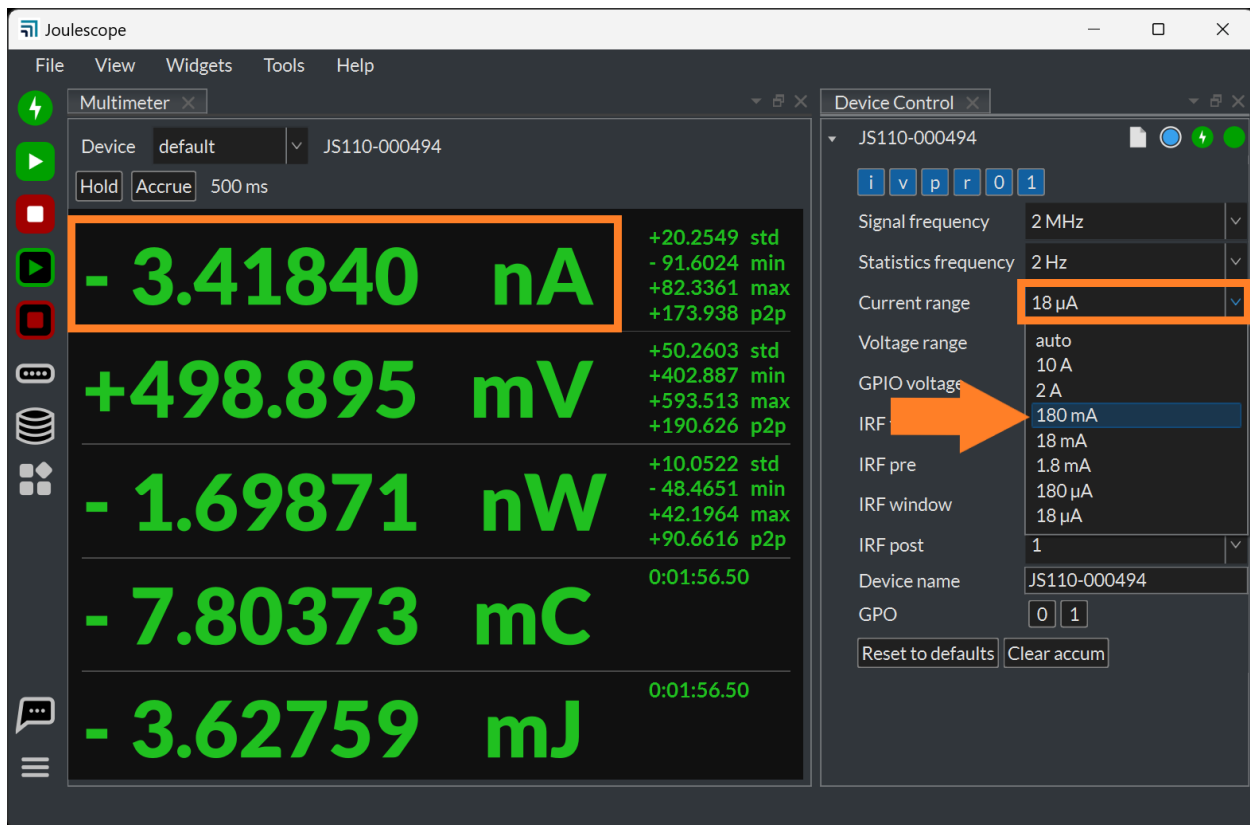 Joulescope
File View Widgets Tools Help
Multimeter
Device default JS110-000494
Hold Accrue 500 ms
- 3.41840 nA
+20.2549 std
- 91.6024 min
+82.3361 max
+173.938 p2p
+498.895 mV
+50.2603 std
+402.887 min
+593.513 max
+190.626 p2p
- 1.69871 nW
+10.0522 std
- 48.4651 min
+42.1964 max
+90.6616 p2p
- 7.80373 mC
0:01:56.50
- 3.62759 mJ
0:01:56.50
Device Control
JS110-000494
i v p r 0 1
Signal frequency 2 MHz
Statistics frequency 2 Hz
Current range 18 µA
auto
10 A
2 A
180 mA
18 mA
1.8 mA
180 µA
18 µA
Voltage range
GPIO voltage
IRF
IRF pre
IRF window
IRF post 1
Device name JS110-000494
GPO 0 1
Reset to defaults Clear accum